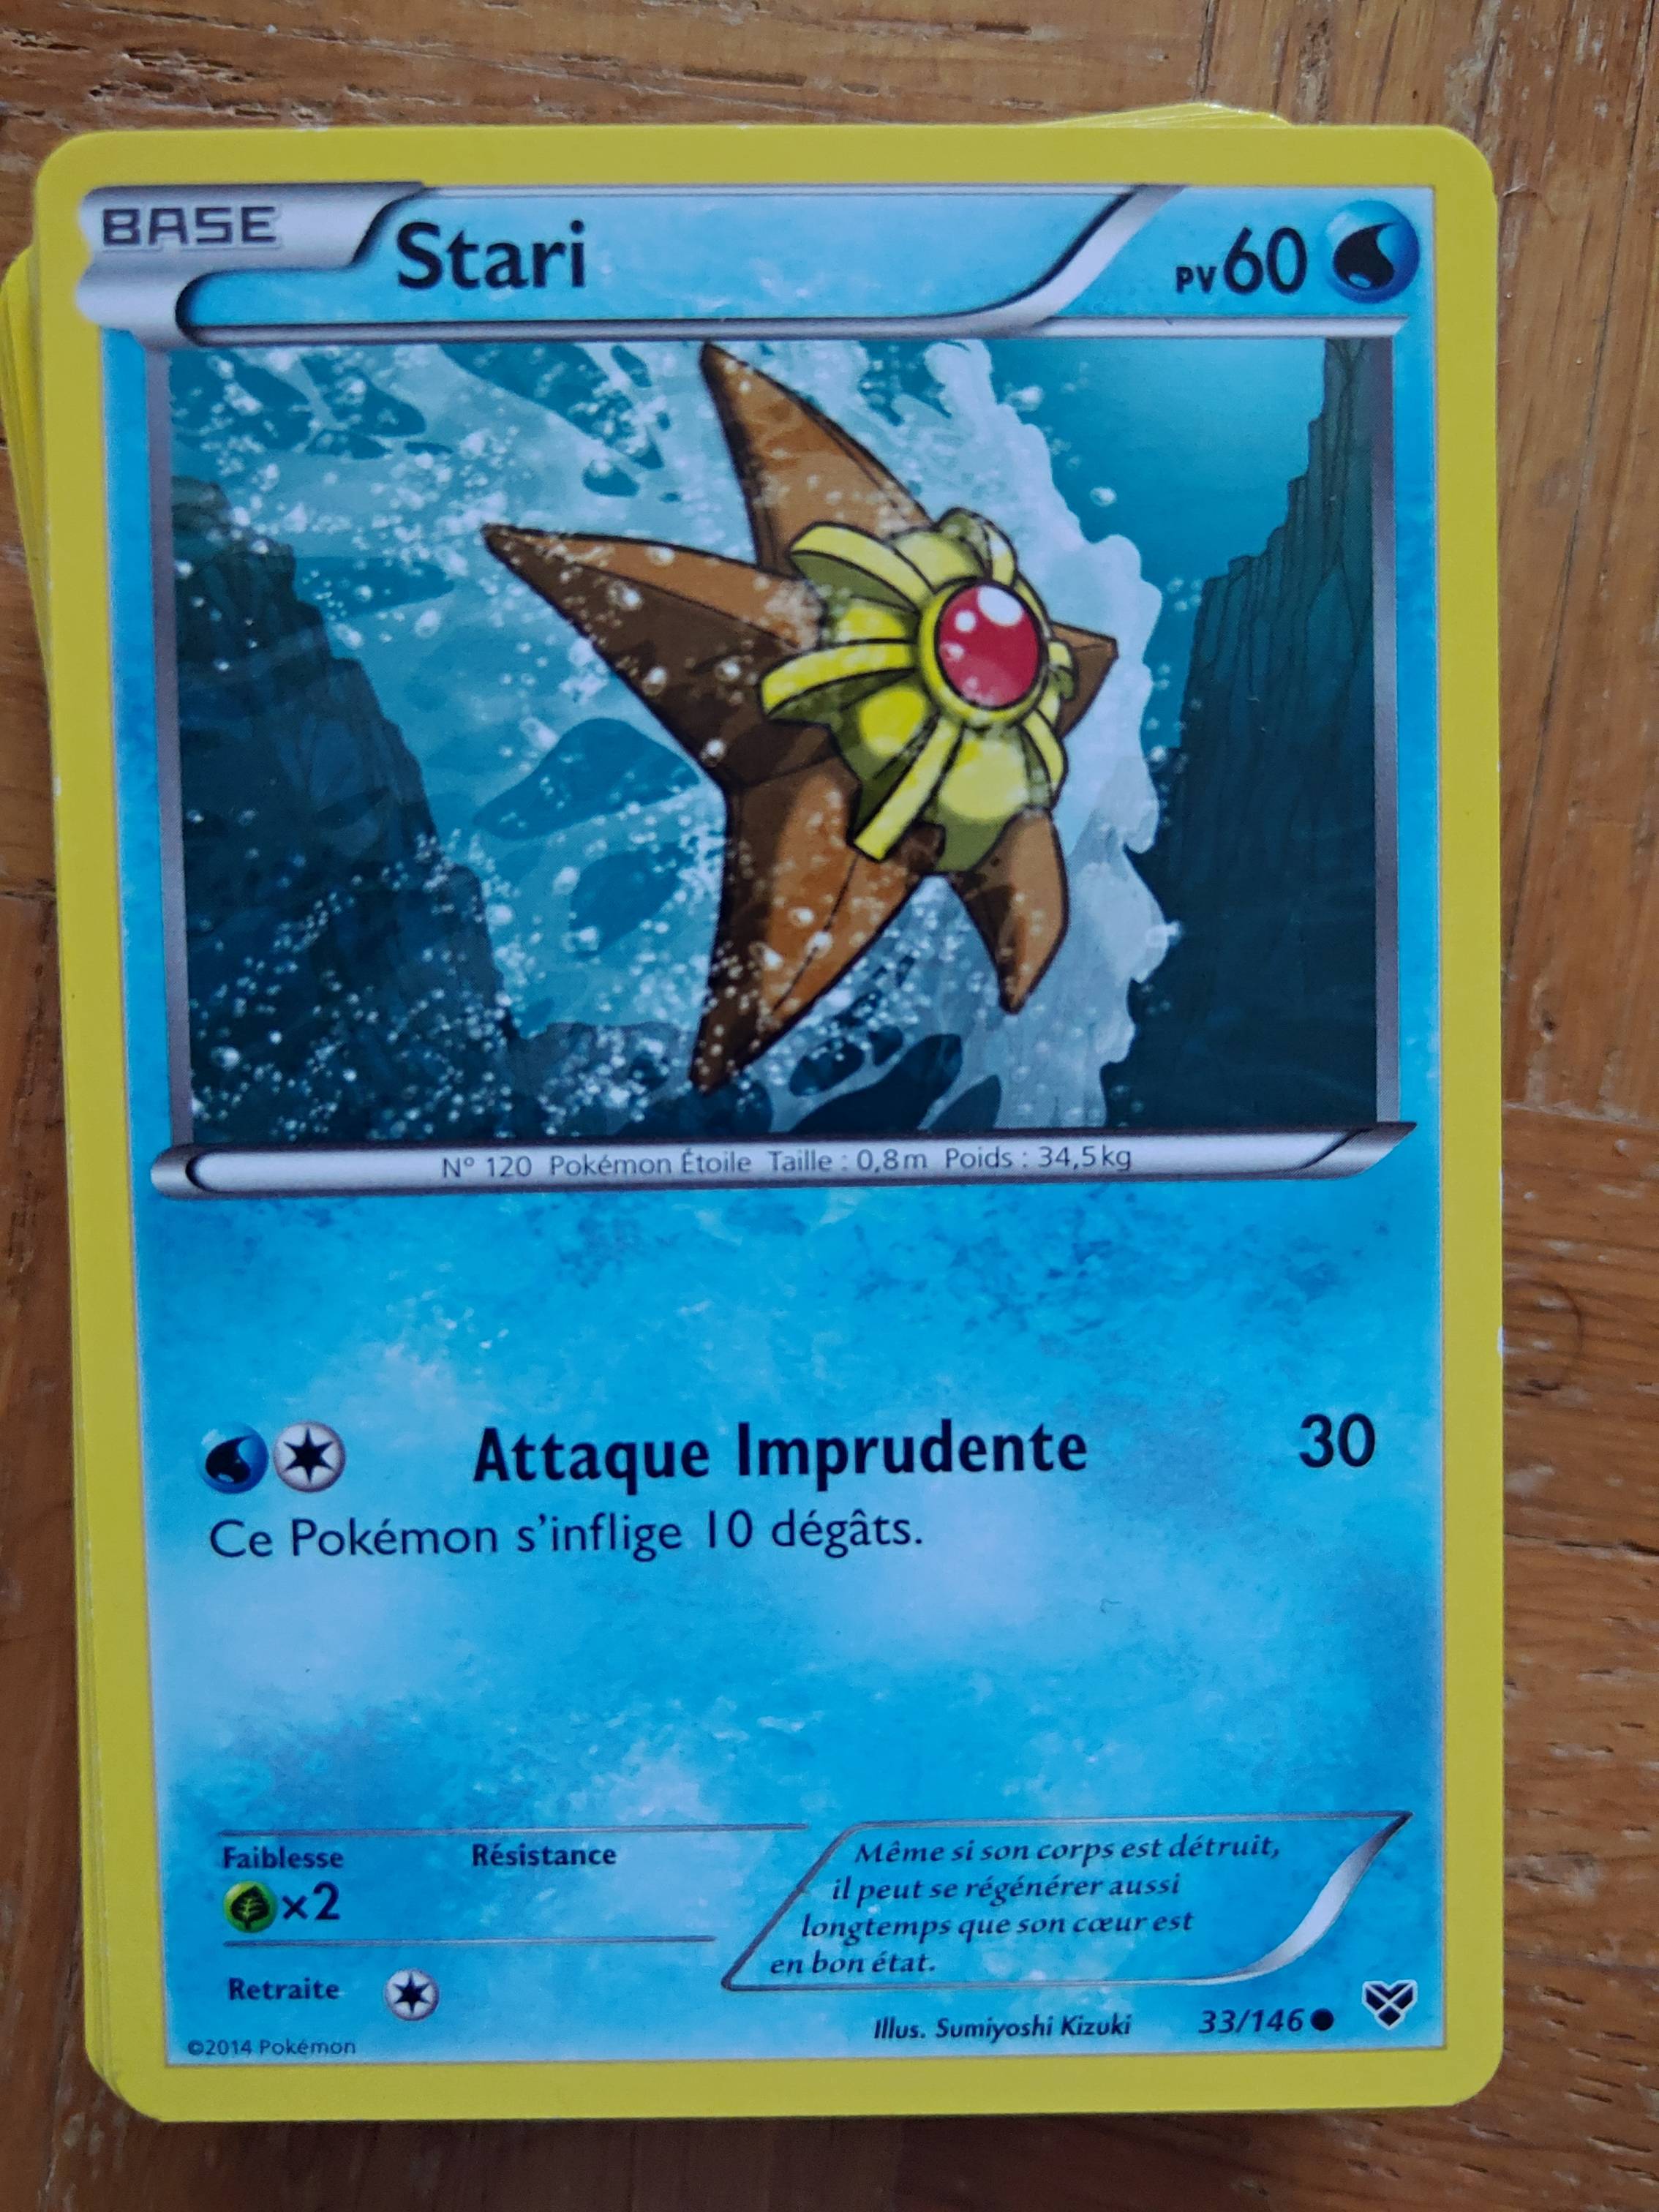 BASE
Stari
PV60
N° 120 Pokémon Étoile Taille : 0,8m Poids : 34,5kg
Attaque Imprudente 30
Ce Pokémon s'inflige 10 dégâts.
Faiblesse Résistance
×2
Retraite
Même si son corps est détruit,
il peut se régénérer aussi
longtemps que son cœur est
en bon état.
Illus. Sumiyoshi Kizuki 33/146
©2014 Pokémon